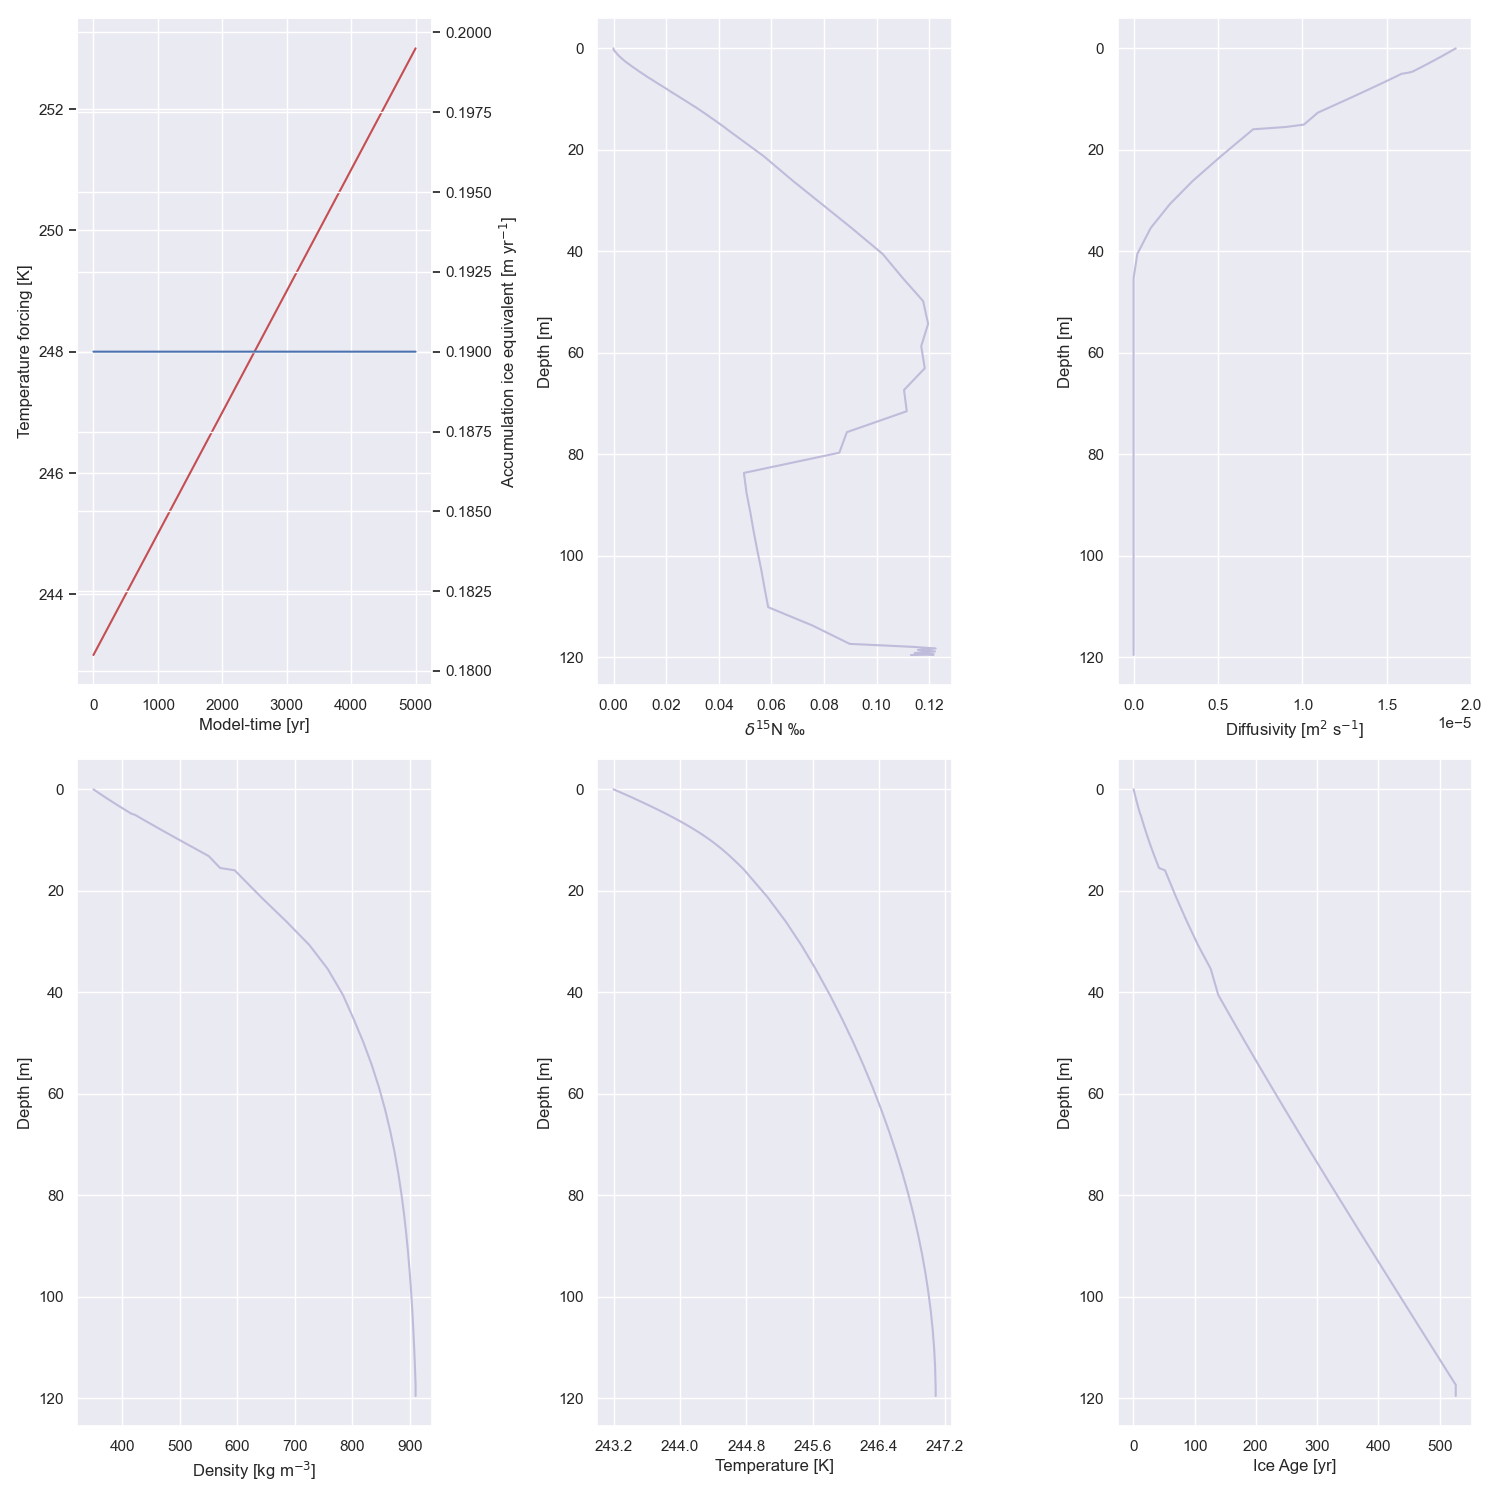 Temperature forcing [K]
252
250
248
246
244
0.2000
0.1975
0.1950
0.1925
0.1900
0.1875
0.1850
0.1825
0.1800
Accumulation ice equivalent [m yr⁻¹]
0 1000 2000 3000 4000 5000
Model-time [yr]
Depth [m]
0
20
40
60
80
100
120
0.00 0.02 0.04 0.06 0.08 0.10 0.12
δ¹⁵N ‰
Depth [m]
0
20
40
60
80
100
120
0.0 0.5 1.0 1.5 2.0
1e−5
Diffusivity [m² s⁻¹]
Depth [m]
0
20
40
60
80
100
120
400 500 600 700 800 900
Density [kg m⁻³]
Depth [m]
0
20
40
60
80
100
120
243.2 244.0 244.8 245.6 246.4 247.2
Temperature [K]
Depth [m]
0
20
40
60
80
100
120
0 100 200 300 400 500
Ice Age [yr]